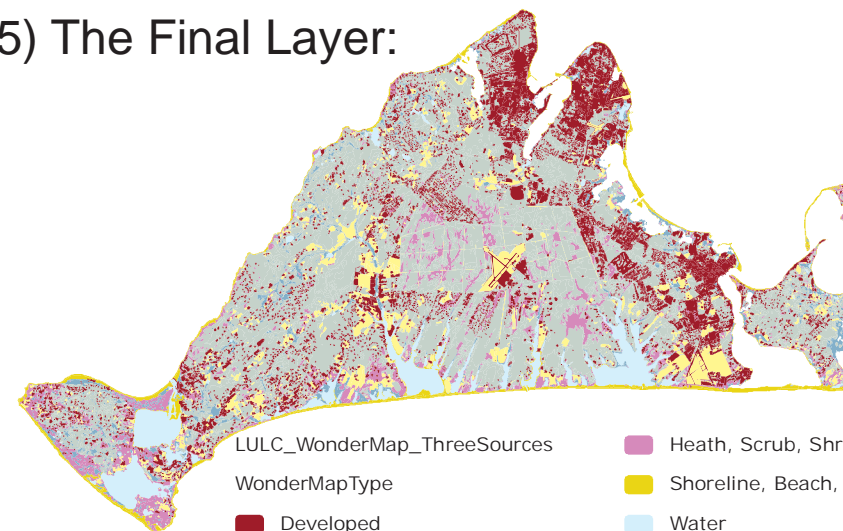 5) The Final Layer:
LULC_WonderMap_ThreeSources
WonderMapType
Developed
Heath, Scrub, Shr
Shoreline, Beach,
Water